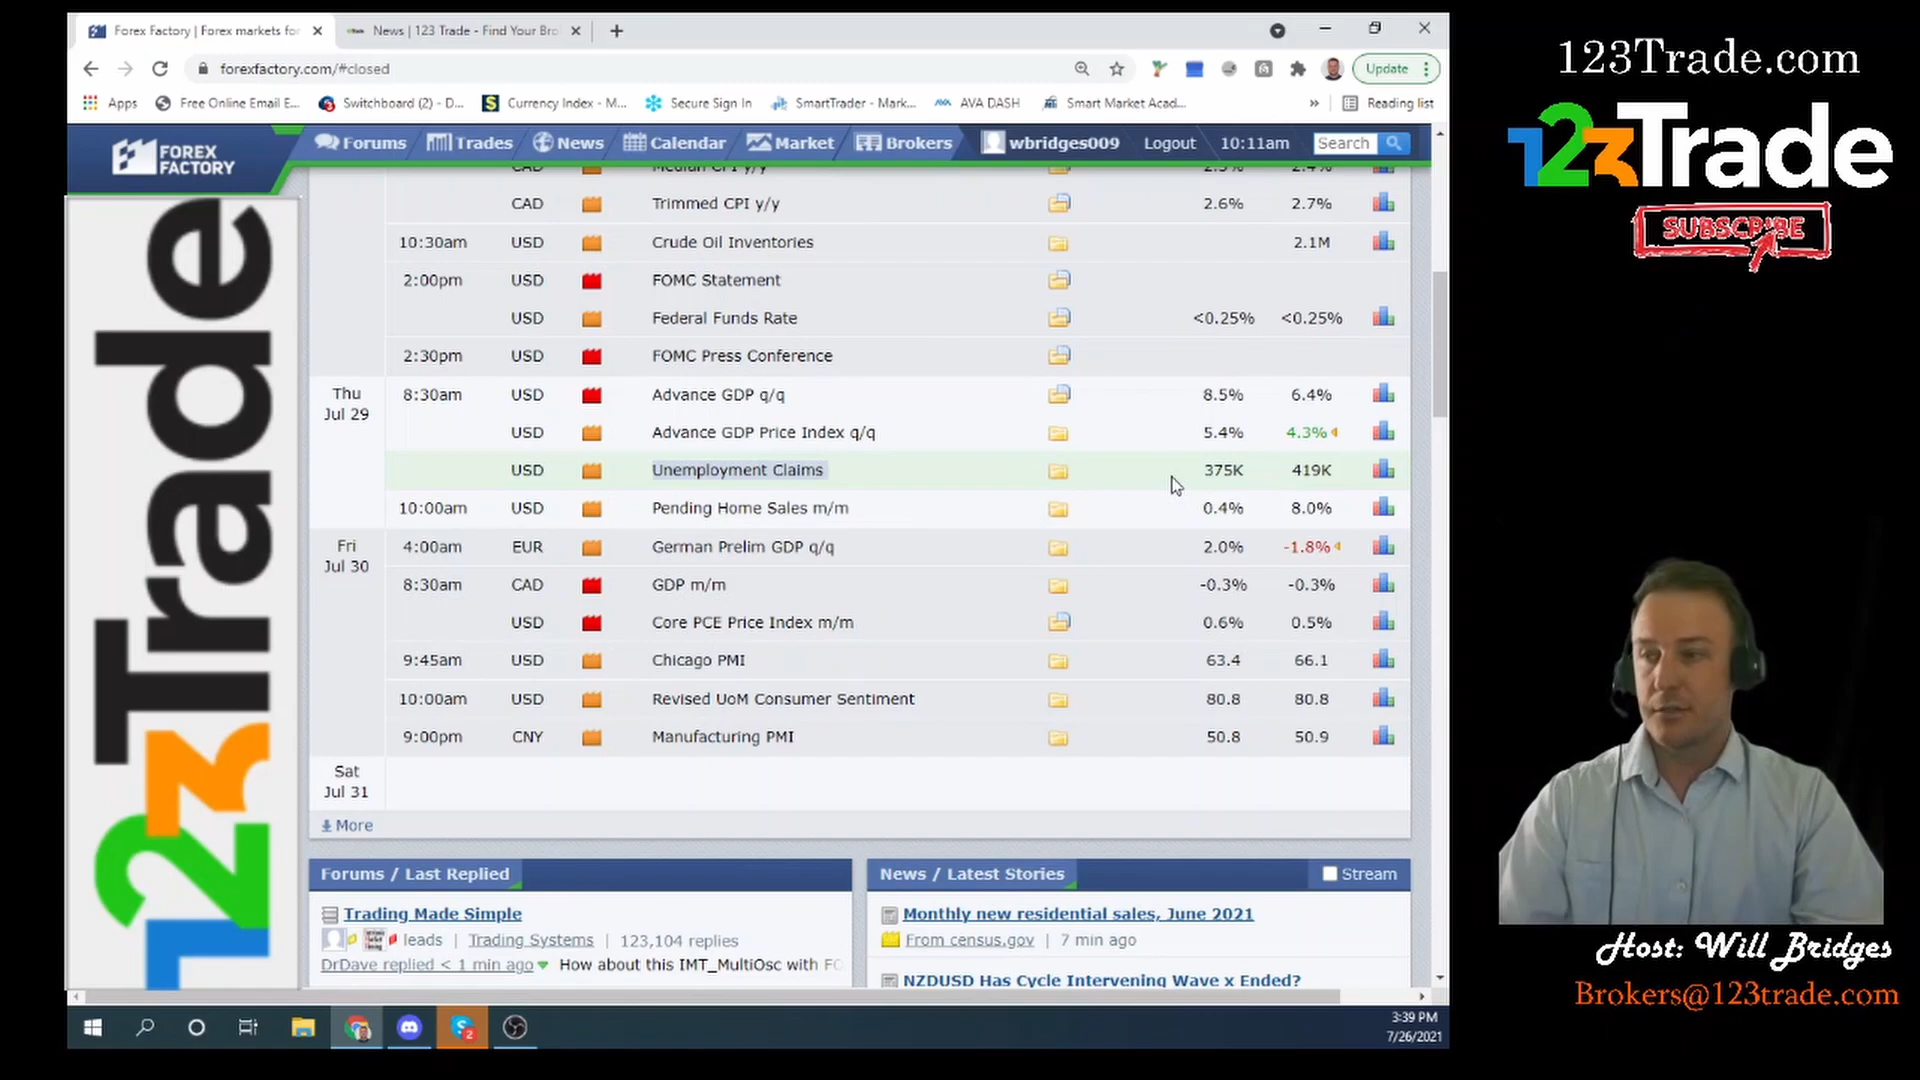 Forex Factory | Forex markets for
News | 123 Trade - Find Your Bro
forexfactory.com/#closed
Update
Apps
Free Online Email E...
Switchboard (2) - D...
Currency Index - M...
Secure Sign In
SmartTrader - Mark...
AVA DASH
Smart Market Acad...
»
Reading list
FOREX
FACTORY
Forums
Trades
News
Calendar
Market
Brokers
wbridges009
Logout
10:11am
Search
CAD Median CPI y/y 2.4%
CAD Trimmed CPI y/y 2.6% 2.7%
10:30am USD Crude Oil Inventories 2.1M
2:00pm USD FOMC Statement
USD Federal Funds Rate <0.25% <0.25%
2:30pm USD FOMC Press Conference
Thu
Jul 29
8:30am USD Advance GDP q/q 8.5% 6.4%
USD Advance GDP Price Index q/q 5.4% 4.3%
USD Unemployment Claims 375K 419K
10:00am USD Pending Home Sales m/m 0.4% 8.0%
Fri
Jul 30
4:00am EUR German Prelim GDP q/q 2.0% -1.8%
8:30am CAD GDP m/m -0.3% -0.3%
USD Core PCE Price Index m/m 0.6% 0.5%
9:45am USD Chicago PMI 63.4 66.1
10:00am USD Revised UoM Consumer Sentiment 80.8 80.8
9:00pm CNY Manufacturing PMI 50.8 50.9
Sat
Jul 31
More
Forums / Last Replied
Trading Made Simple
leads | Trading Systems | 123,104 replies
DrDave replied < 1 min ago How about this IMT_MultiOsc with FO
News / Latest Stories
Stream
Monthly new residential sales, June 2021
From census.gov | 7 min ago
NZDUSD Has Cycle Intervening Wave x Ended?
2
3:39 PM
7/26/2021
123Trade
123Trade.com
123Trade
SUBSCRIBE
Host: Will Bridges
Brokers@123trade.com